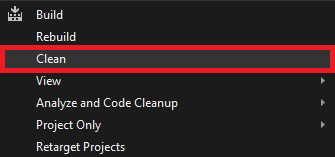 Build
Rebuild
Clean
View
Analyze and Code Cleanup
Project Only
Retarget Projects